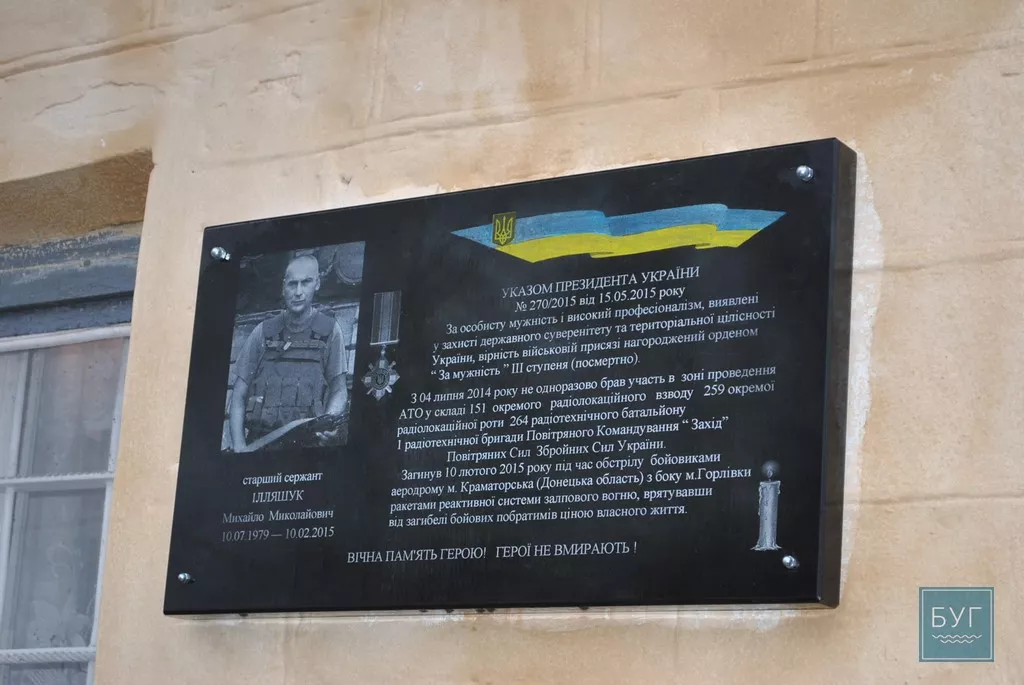 УКАЗОМ ПРЕЗИДЕНТА УКРАЇНИ
№ 270/2015 від 15.05.2015 року
За особисту мужність і високий професіоналізм, виявлені
у захисті державного суверенітету та територіальної цілісності
України, вірність військовій присязі нагороджений орденом
“ За мужність ” ІІІ ступеня (посмертно).
З 04 липня 2014 року не одноразово брав участь в зоні проведення
АТО у складі 151 окремого радіолокаційного взводу 259 окремої
радіолокаційної роти 264 радіотехнічного батальйону
І радіотехнічної бригади Повітряного Командування “ Захід”
Повітряних Сил Збройних Сил України.
Загинув 10 лютого 2015 року під час обстрілу бойовиками
аеродрому м. Краматорська (Донецька область) з боку м.Горлівки
ракетами реактивної системи залпового вогню, врятувавши
від загибелі бойових побратимів ціною власного життя.
старший сержант
ІЛЛЯШУК
Михайло Миколайович
10.07.1979 — 10.02.2015
ВІЧНА ПАМ'ЯТЬ ГЕРОЮ! ГЕРОЇ НЕ ВМИРАЮТЬ !
БУГ